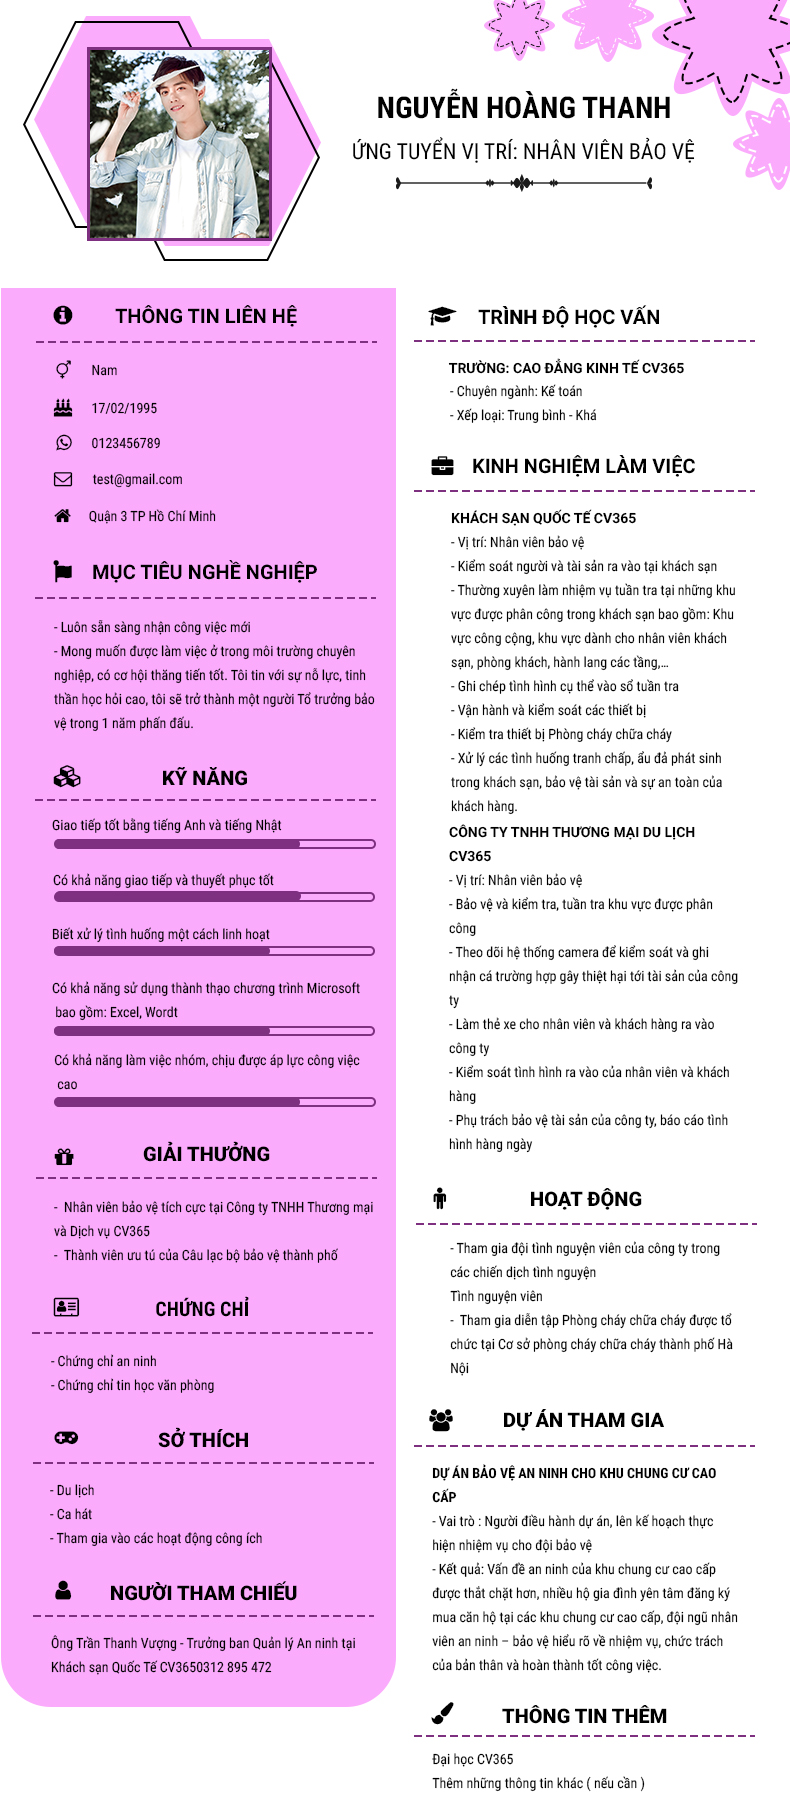 NGUYỄN HOÀNG THANH
ỨNG TUYỂN VỊ TRÍ: NHÂN VIÊN BẢO VỆ
THÔNG TIN LIÊN HỆ
Nam
17/02/1995
0123456789
test@gmail.com
Quận 3 TP Hồ Chí Minh
MỤC TIÊU NGHỀ NGHIỆP
- Luôn sẵn sàng nhận công việc mới
- Mong muốn được làm việc ở trong môi trường chuyên
nghiệp, có cơ hội thăng tiến tốt. Tôi tin với sự nỗ lực, tinh
thần học hỏi cao, tôi sẽ trở thành một người Tổ trưởng bảo
vệ trong 1 năm phấn đấu.
KỸ NĂNG
Giao tiếp tốt bằng tiếng Anh và tiếng Nhật
Có khả năng giao tiếp và thuyết phục tốt
Biết xử lý tình huống một cách linh hoạt
Có khả năng sử dụng thành thạo chương trình Microsoft
bao gồm: Excel, Wordt
Có khả năng làm việc nhóm, chịu được áp lực công việc
cao
GIẢI THƯỞNG
- Nhân viên bảo vệ tích cực tại Công ty TNHH Thương mại
và Dịch vụ CV365
- Thành viên ưu tú của Câu lạc bộ bảo vệ thành phố
CHỨNG CHỈ
- Chứng chỉ an ninh
- Chứng chỉ tin học văn phòng
SỞ THÍCH
- Du lịch
- Ca hát
- Tham gia vào các hoạt động công ích
NGƯỜI THAM CHIẾU
Ông Trần Thanh Vượng - Trưởng ban Quản lý An ninh tại
Khách sạn Quốc Tế CV3650312 895 472
TRÌNH ĐỘ HỌC VẤN
TRƯỜNG: CAO ĐẲNG KINH TẾ CV365
- Chuyên ngành: Kế toán
- Xếp loại: Trung bình - Khá
KINH NGHIỆM LÀM VIỆC
KHÁCH SẠN QUỐC TẾ CV365
- Vị trí: Nhân viên bảo vệ
- Kiểm soát người và tài sản ra vào tại khách sạn
- Thường xuyên làm nhiệm vụ tuần tra tại những khu
vực được phân công trong khách sạn bao gồm: Khu
vực công cộng, khu vực dành cho nhân viên khách
sạn, phòng khách, hành lang các tầng,...
- Ghi chép tình hình cụ thể vào sổ tuần tra
- Vận hành và kiểm soát các thiết bị
- Kiểm tra thiết bị Phòng cháy chữa cháy
- Xử lý các tình huống tranh chấp, ẩu đả phát sinh
trong khách sạn, bảo vệ tài sản và sự an toàn của
khách hàng.
CÔNG TY TNHH THƯƠNG MẠI DU LỊCH
CV365
- Vị trí: Nhân viên bảo vệ
- Bảo vệ và kiểm tra, tuần tra khu vực được phân
công
- Theo dõi hệ thống camera để kiểm soát và ghi
nhận cá trường hợp gây thiệt hại tới tài sản của công
ty
- Làm thẻ xe cho nhân viên và khách hàng ra vào
công ty
- Kiểm soát tình hình ra vào của nhân viên và khách
hàng
- Phụ trách bảo vệ tài sản của công ty, báo cáo tình
hình hàng ngày
HOẠT ĐỘNG
- Tham gia đội tình nguyện viên của công ty trong
các chiến dịch tình nguyện
Tình nguyện viên
- Tham gia diễn tập Phòng cháy chữa cháy được tổ
chức tại Cơ sở phòng cháy chữa cháy thành phố Hà
Nội
DỰ ÁN THAM GIA
DỰ ÁN BẢO VỆ AN NINH CHO KHU CHUNG CƯ CAO
CẤP
- Vai trò : Người điều hành dự án, lên kế hoạch thực
hiện nhiệm vụ cho đội bảo vệ
- Kết quả: Vấn đề an ninh của khu chung cư cao cấp
được thắt chặt hơn, nhiều hộ gia đình yên tâm đăng ký
mua căn hộ tại các khu chung cư cao cấp, đội ngũ nhân
viên an ninh – bảo vệ hiểu rõ về nhiệm vụ, chức trách
của bản thân và hoàn thành tốt công việc.
THÔNG TIN THÊM
Đại học CV365
Thêm những thông tin khác ( nếu cần )